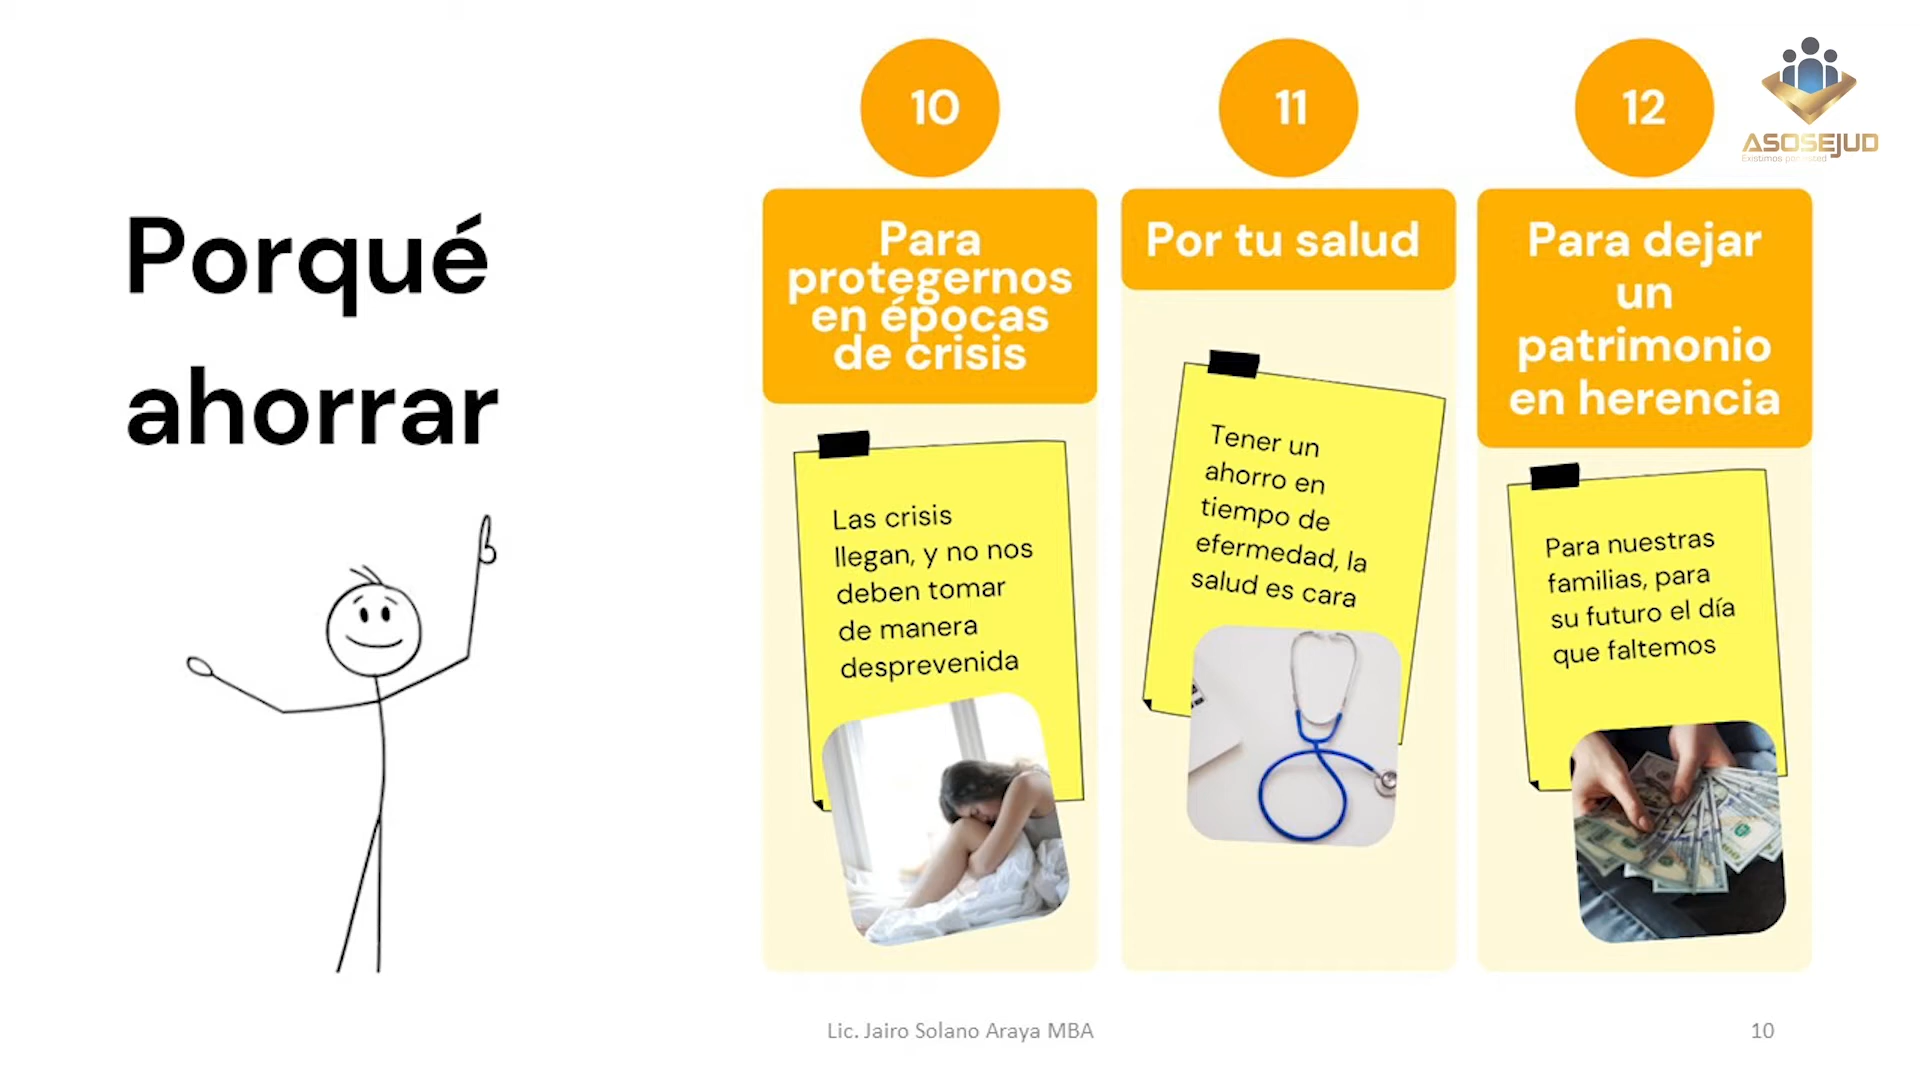 Porqué
ahorrar
10
Para
protegernos
en épocas
de crisis
Las crisis
llegan, y no nos
deben tomar
de manera
desprevenida
11
Por tu salud
Tener un
ahorro en
tiempo de
efermedad, la
salud es cara
12
Para dejar
un
patrimonio
en herencia
Para nuestras
familias, para
su futuro el día
que faltemos
ASOSEJUD
Existimos por usted
Lic. Jairo Solano Araya MBA
10